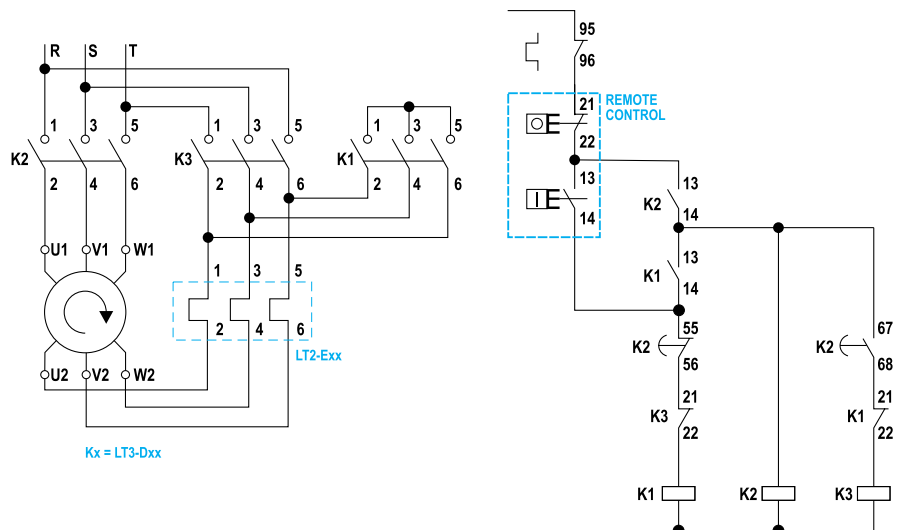 R S T
1 3 5
K2
2 4 6
1 3 5
K3
2 4 6
1 3 5
K1
2 4 6
U1 V1 W1
1 3 5
2 4 6
LT2-Exx
U2 V2 W2
Kx = LT3-Dxx
95
96
REMOTE
CONTROL
21
22
13
14
13
K2
14
13
K1
14
55
K2
56
67
K2
68
21
K3
22
21
K1
22
K1
K2
K3